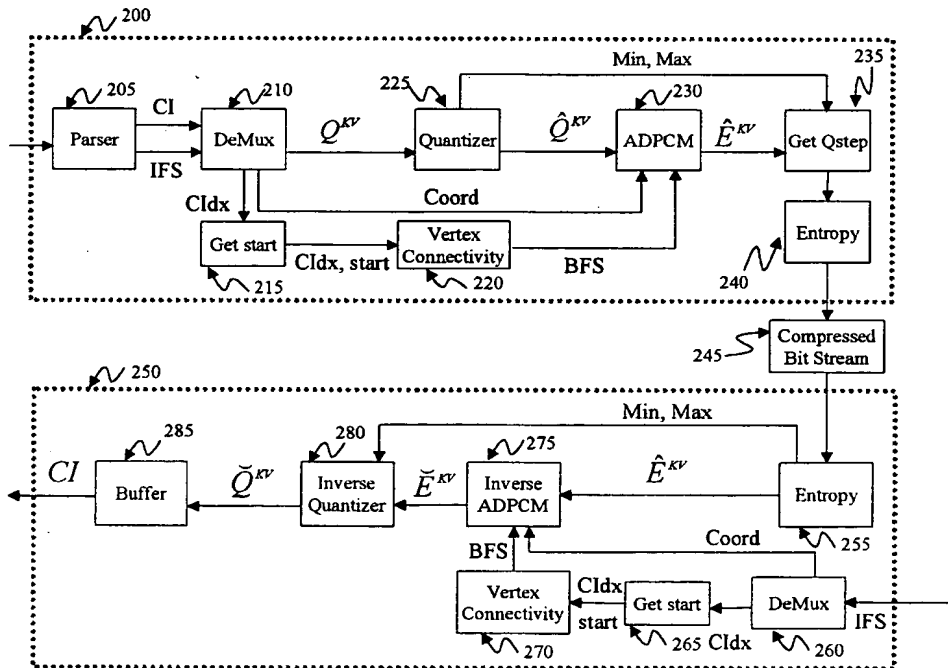 200
205
CI
210
225
Min, Max
230
235
Parser
DeMux
Q^KV
Quantizer
Q̂^KV
ADPCM
Ê^KV
Get Qstep
IFS
CIdx
Coord
Get start
CIdx, start
Vertex
Connectivity
BFS
Entropy
215
220
240
245
Compressed
Bit Stream
250
Min, Max
285
280
275
CI
Buffer
Q̆^KV
Inverse
Quantizer
Ĕ^KV
Inverse
ADPCM
Ê^KV
Entropy
255
BFS
Coord
Vertex
Connectivity
CIdx
start
Get start
DeMux
IFS
270
265
CIdx
260